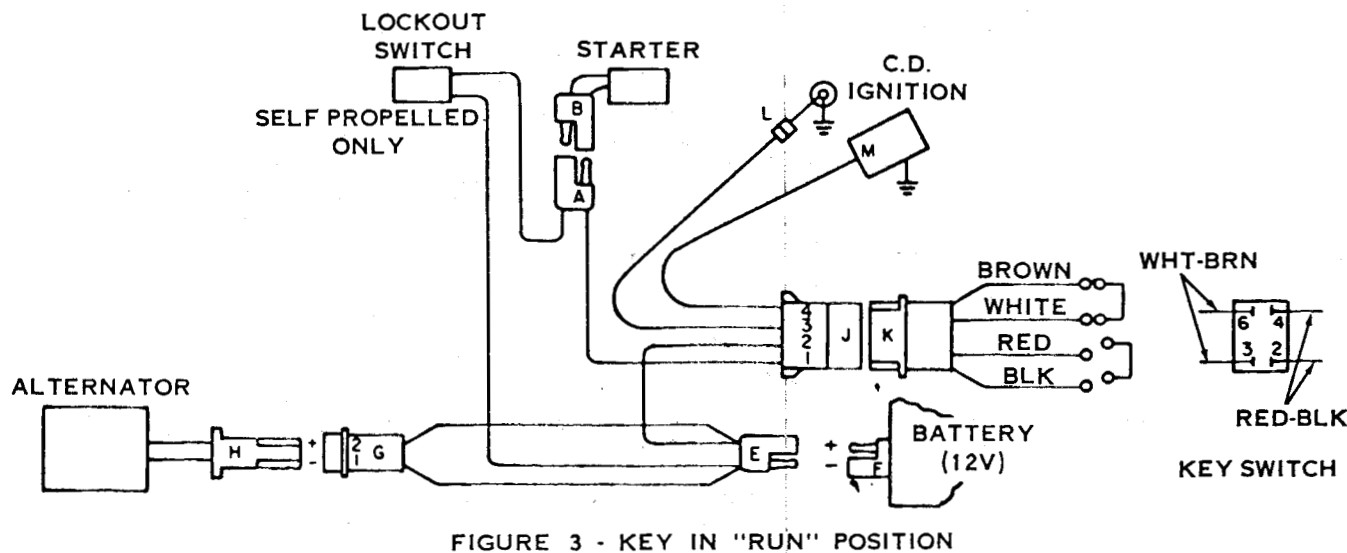 LOCKOUT
SWITCH
SELF PROPELLED
ONLY
STARTER
B
A
C.D.
IGNITION
L
M
4
3
2
1
J
K
BROWN
WHITE
RED
BLK
WHT-BRN
6 4
3 2
RED-BLK
KEY SWITCH
ALTERNATOR
H
+
-
2
1
G
E
+
-
F
BATTERY
(12V)
FIGURE 3 - KEY IN "RUN" POSITION